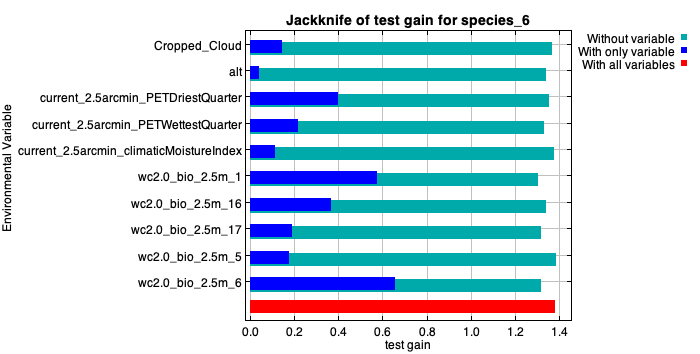 Jackknife of test gain for species_6
Without variable
With only variable
With all variables
Environmental Variable
Cropped_Cloud
alt
current_2.5arcmin_PETDriestQuarter
current_2.5arcmin_PETWettestQuarter
current_2.5arcmin_climaticMoistureIndex
wc2.0_bio_2.5m_1
wc2.0_bio_2.5m_16
wc2.0_bio_2.5m_17
wc2.0_bio_2.5m_5
wc2.0_bio_2.5m_6
0.0 0.2 0.4 0.6 0.8 1.0 1.2 1.4
test gain